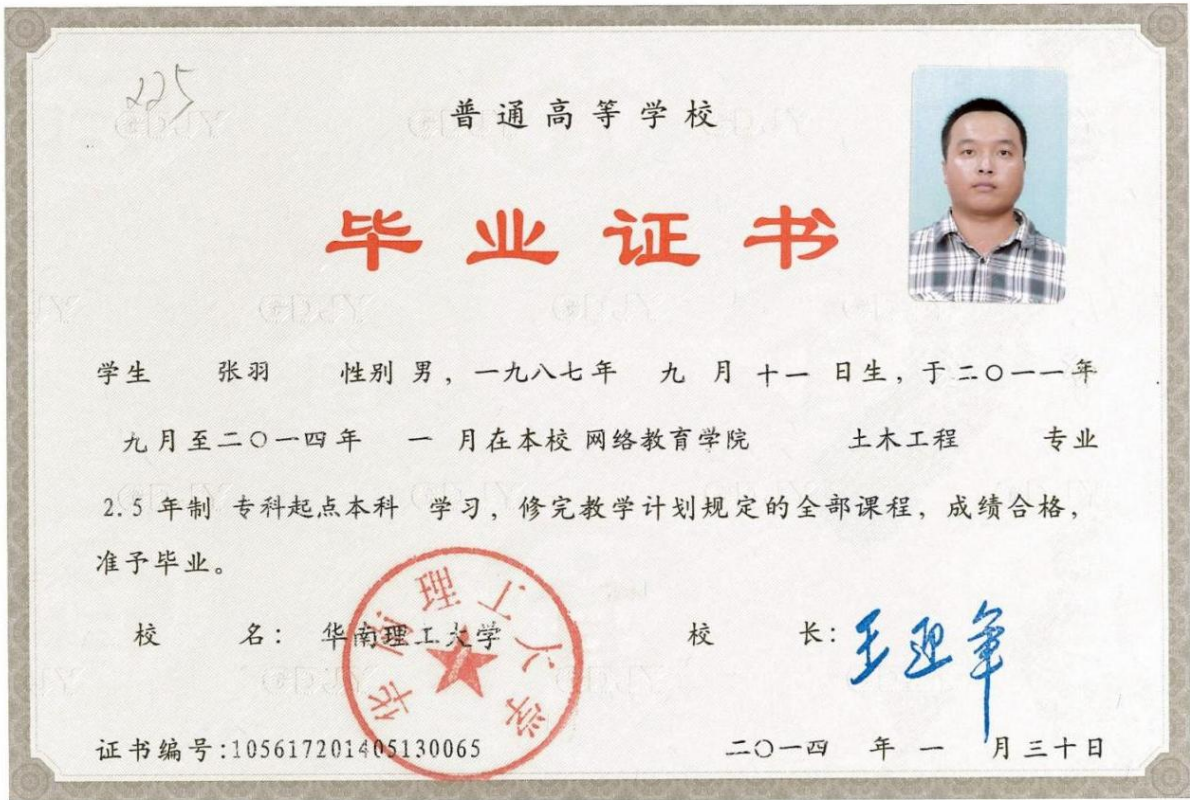 225
普通高等学校
毕业证书
学生 张羽 性别 男，一九八七年 九 月 十一 日生，于二〇一一年
九月至二〇一四年 一 月在本校 网络教育学院 土木工程 专业
2.5 年制 专科起点本科 学习，修完教学计划规定的全部课程，成绩合格，
准予毕业。
校 名： 华南理工大学 校 长：王迎军
华南理工大学
证书编号:105617201405130065 二〇一四 年 一 月三十日